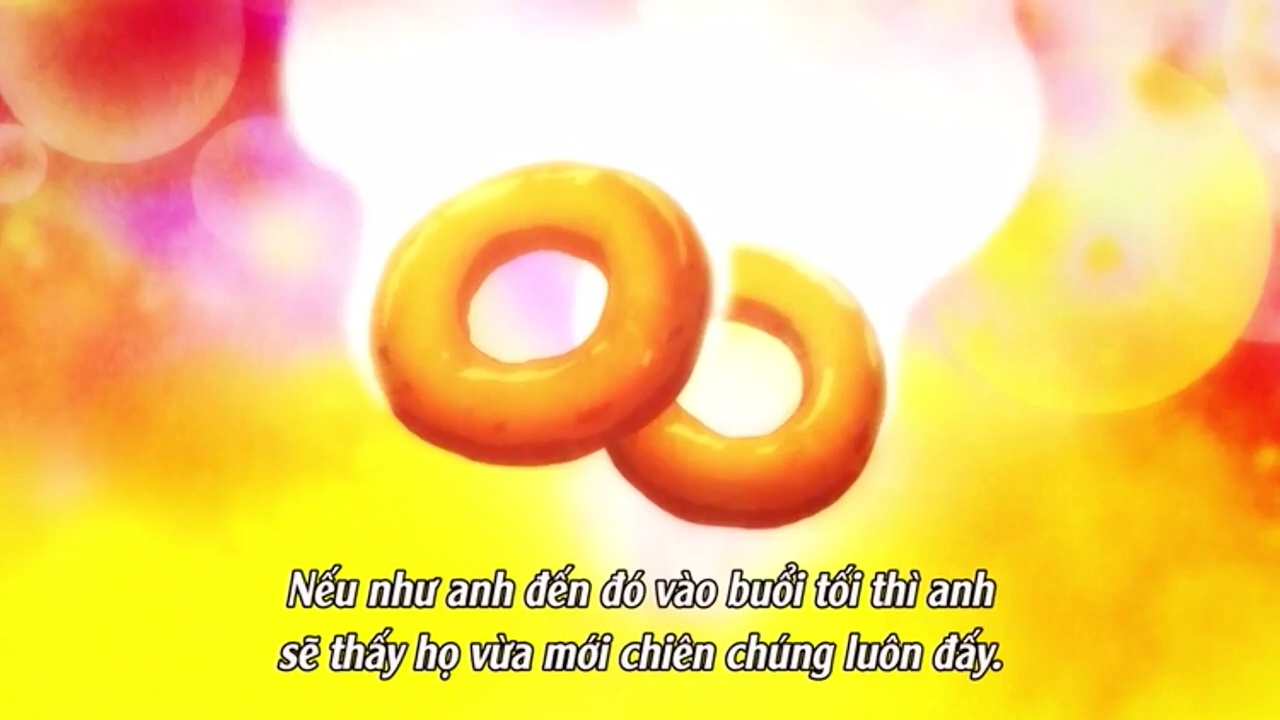 Nếu như anh đến đó vào buổi tối thì anh
sẽ thấy họ vừa mới chiên chúng luôn đấy.